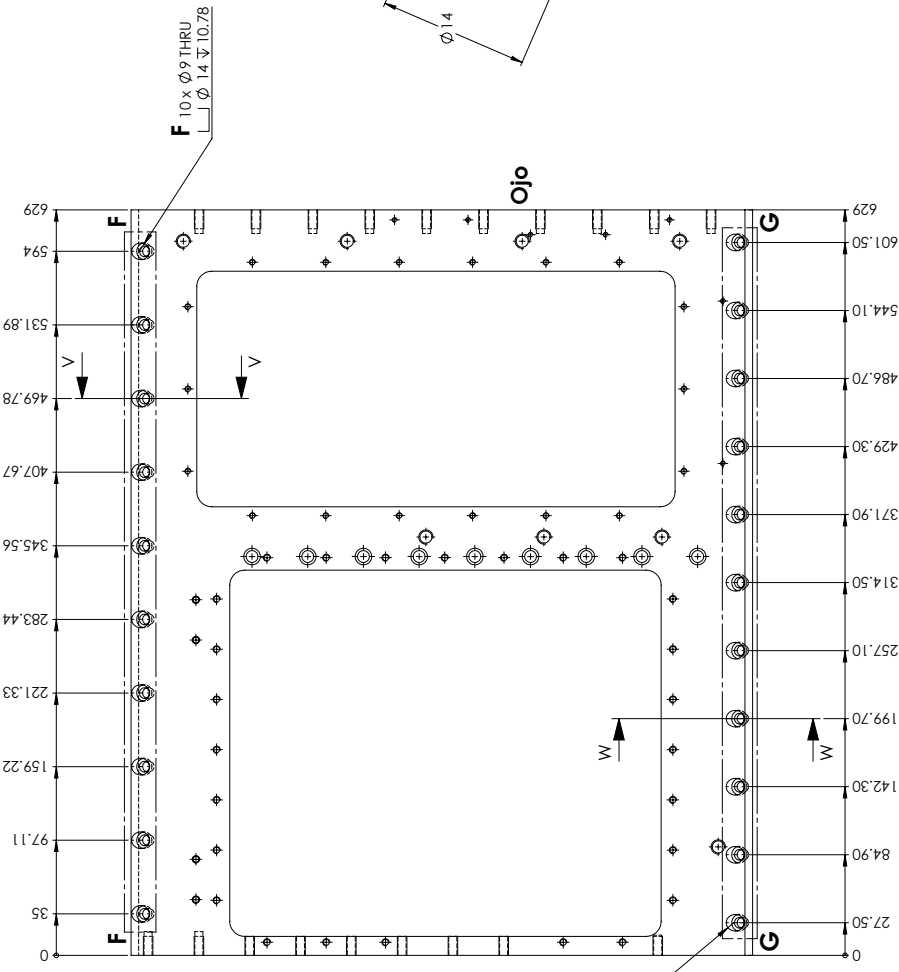 F 10 x Ø 9 THRU
⌴ Ø 14 ↧ 10.78
Ø14
Ojo
629
594
531.89
469.78
407.67
345.56
283.44
221.33
159.22
97.11
35
0
F
F
V
V
W
W
G
G
629
601.50
544.10
486.70
429.30
371.90
314.50
257.10
199.70
142.30
84.90
27.50
0